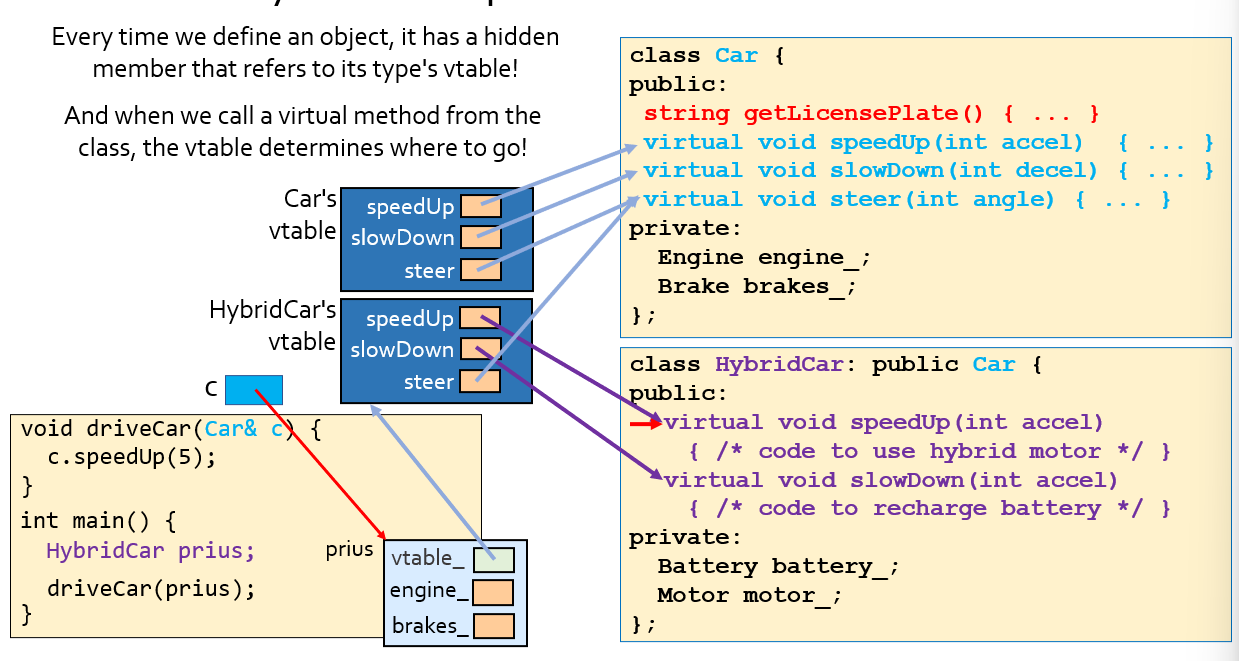 Every time we define an object, it has a hidden
member that refers to its type's vtable!
And when we call a virtual method from the
class, the vtable determines where to go!
Car's
vtable
speedUp
slowDown
steer
HybridCar's
vtable
speedUp
slowDown
steer
c
void driveCar(Car& c) {
c.speedUp(5);
}
int main() {
HybridCar prius;
driveCar(prius);
}
prius
vtable_
engine_
brakes_
class Car {
public:
string getLicensePlate() { ... }
virtual void speedUp(int accel) { ... }
virtual void slowDown(int decel) { ... }
virtual void steer(int angle) { ... }
private:
Engine engine_;
Brake brakes_;
};
class HybridCar: public Car {
public:
virtual void speedUp(int accel)
{ /* code to use hybrid motor */ }
virtual void slowDown(int accel)
{ /* code to recharge battery */ }
private:
Battery battery_;
Motor motor_;
};